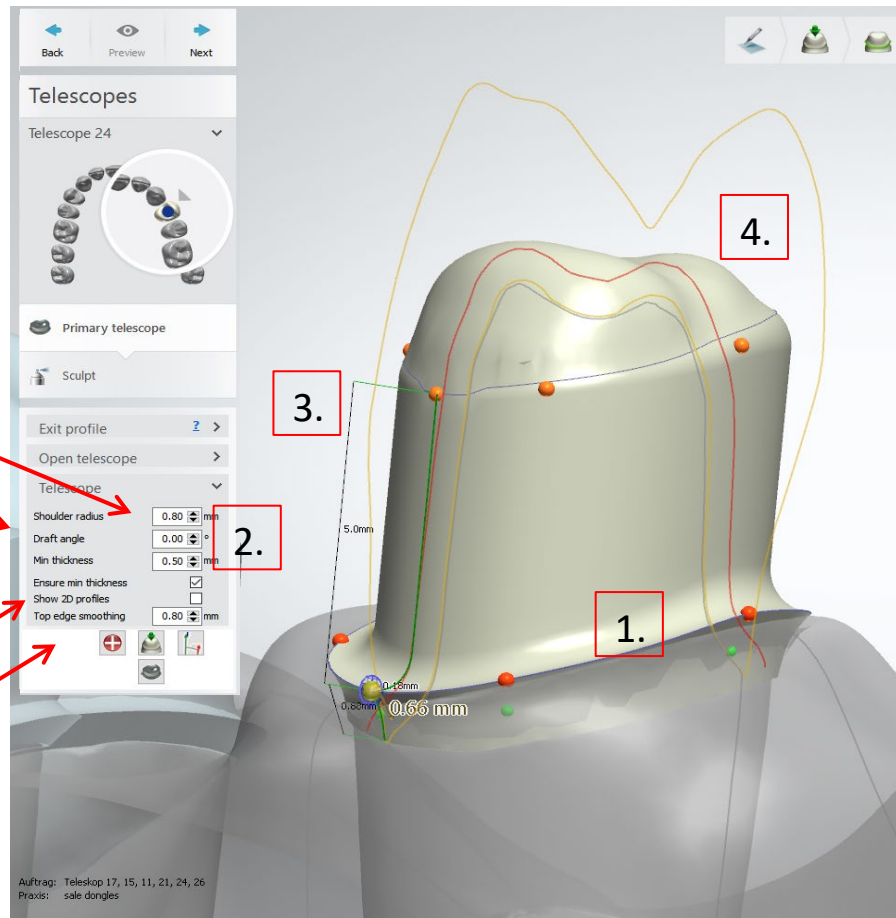 Back
Preview
Next
Telescopes
Telescope 24
Primary telescope
Sculpt
Exit profile ?
Open telescope
Telescope
Shoulder radius 0.80 mm
Draft angle 0.00 °
Min thickness 0.50 mm
Ensure min thickness
Show 2D profiles
Top edge smoothing 0.80 mm
1.
2.
3.
4.
5.0mm
0.18mm
0.68mm
0.66 mm
Auftrag: Teleskop 17, 15, 11, 21, 24, 26
Praxis: sale dongles